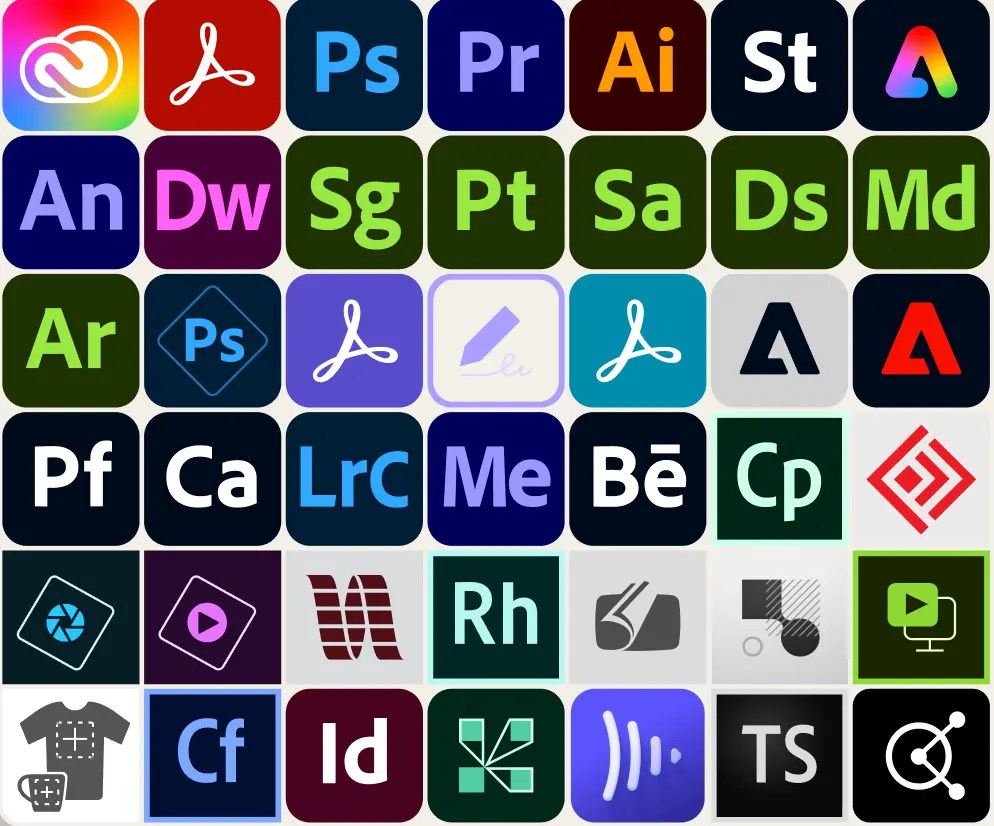 Ps Pr Ai St
An Dw Sg Pt Sa Ds Md
Ar Ps
Pf Ca LrC Me Bē Cp
Rh
Cf Id TS